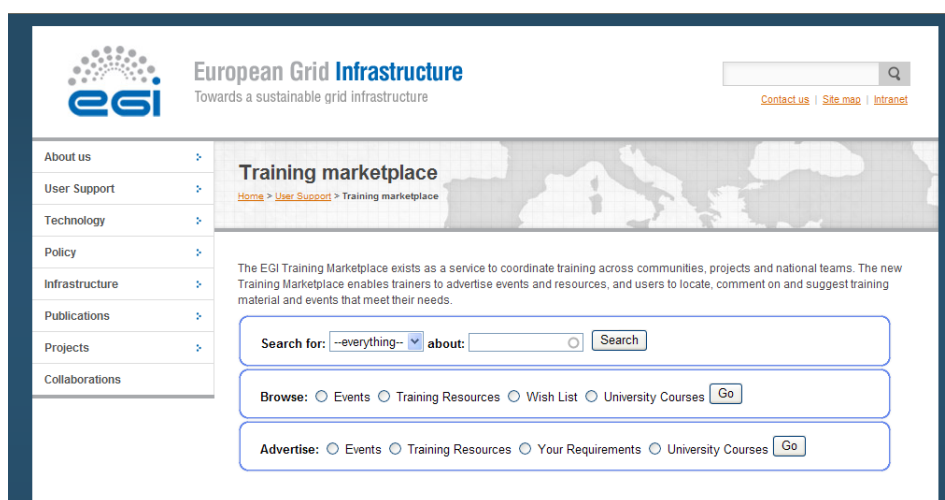 egi
European Grid Infrastructure
Towards a sustainable grid infrastructure
Contact us | Site map | Intranet
About us
User Support
Technology
Policy
Infrastructure
Publications
Projects
Collaborations
Training marketplace
Home > User Support > Training marketplace
The EGI Training Marketplace exists as a service to coordinate training across communities, projects and national teams. The new
Training Marketplace enables trainers to advertise events and resources, and users to locate, comment on and suggest training
material and events that meet their needs.
Search for: --everything-- about: Search
Browse: Events Training Resources Wish List University Courses Go
Advertise: Events Training Resources Your Requirements University Courses Go